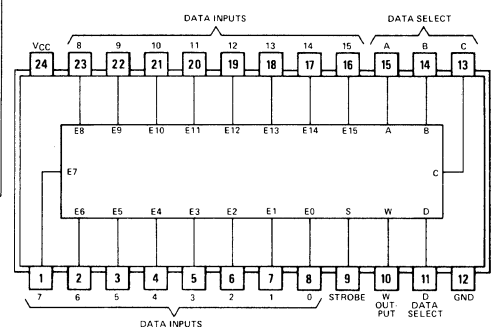 DATA INPUTS DATA SELECT
VCC 8 9 10 11 12 13 14 15 A B C
24 23 22 21 20 19 18 17 16 15 14 13
E8 E9 E10 E11 E12 E13 E14 E15 A B
E7 C
E6 E5 E4 E3 E2 E1 E0 S W D
1 2 3 4 5 6 7 8 9 10 11 12
7 6 5 4 3 2 1 0 STROBE W D GND
OUT- DATA
PUT SELECT
DATA INPUTS